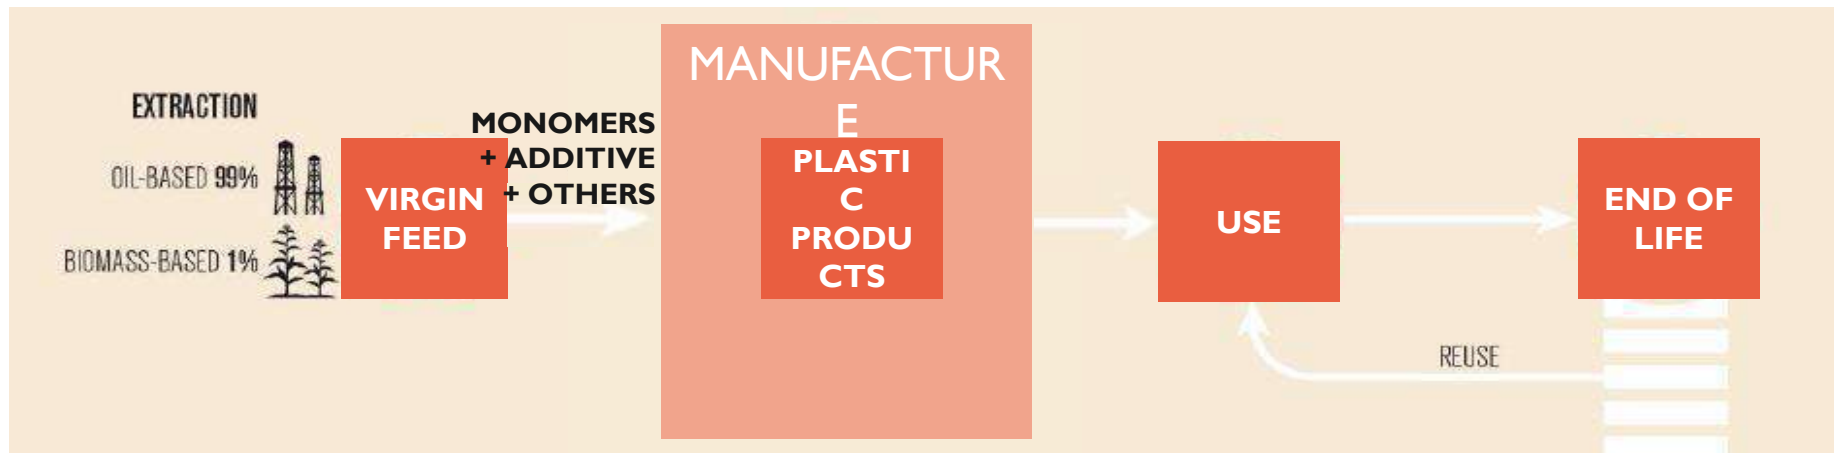 EXTRACTION
OIL-BASED 99%
BIOMASS-BASED 1%
VIRGIN
FEED
MONOMERS
+ ADDITIVE
+ OTHERS
MANUFACTUR
E
PLASTI
C
PRODU
CTS
USE
END OF
LIFE
REUSE